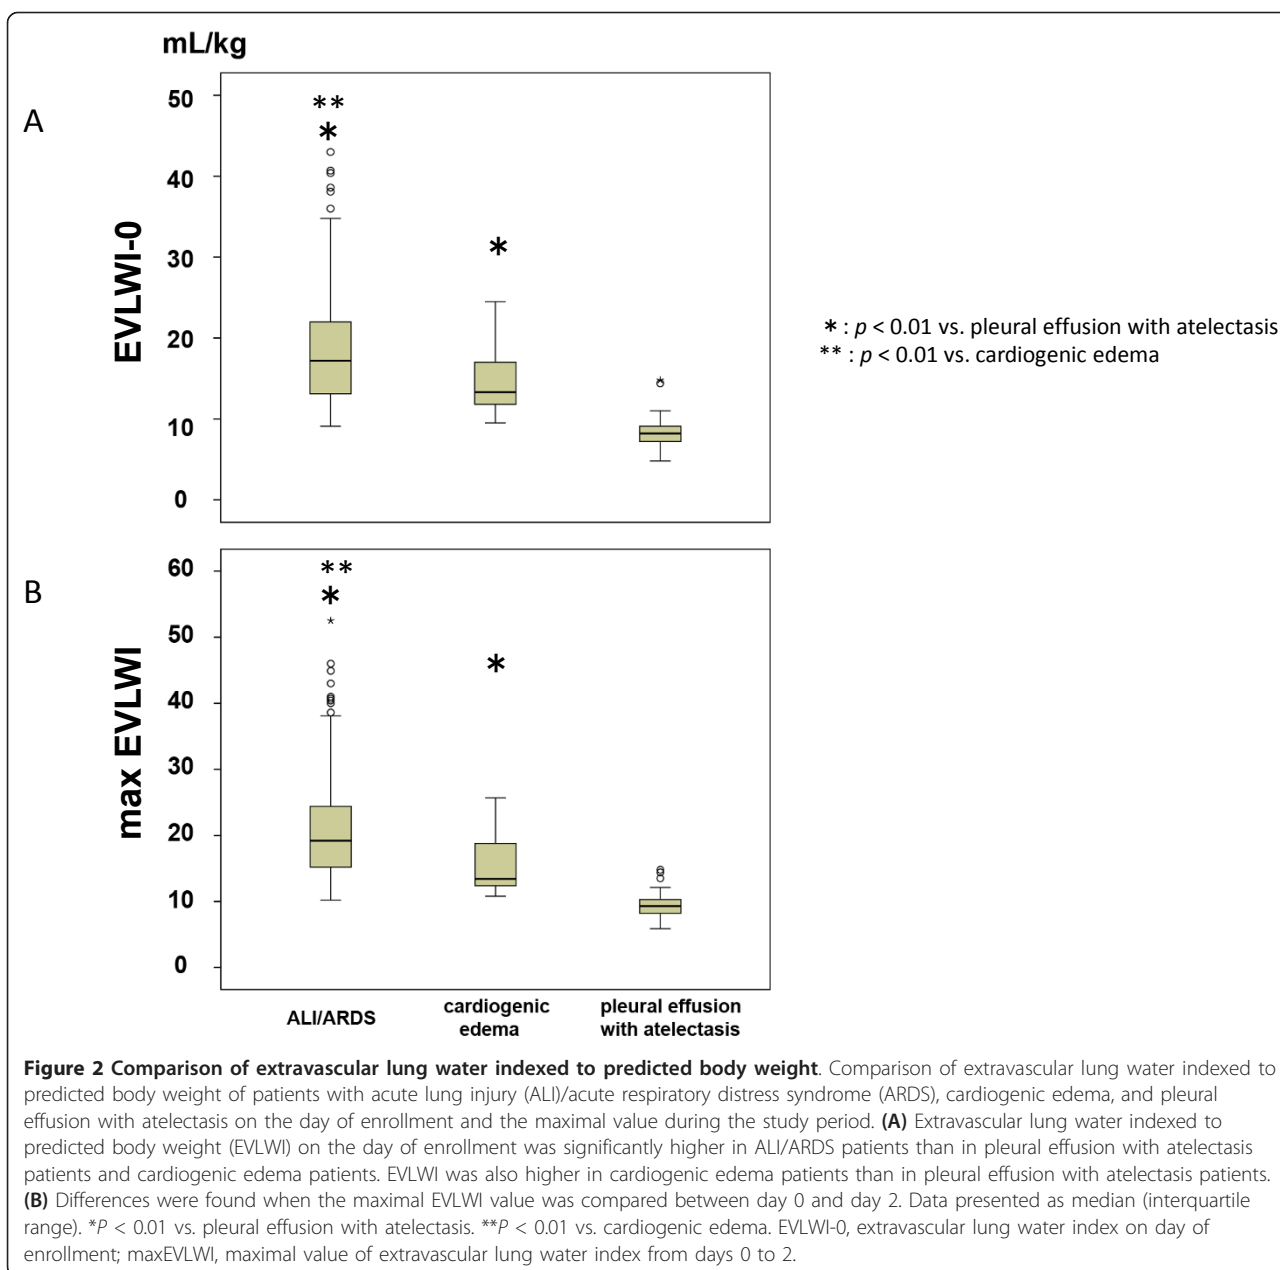 mL/kg
A
50
**
*
40
30
*
20
10
0
EVLWI-0
* : p < 0.01 vs. pleural effusion with atelectasis
** : p < 0.01 vs. cardiogenic edema
B
60
**
*
50
*
40
30
20
10
0
max EVLWI
ALI/ARDS
cardiogenic
edema
pleural effusion
with atelectasis
Figure 2 Comparison of extravascular lung water indexed to predicted body weight. Comparison of extravascular lung water indexed to
predicted body weight of patients with acute lung injury (ALI)/acute respiratory distress syndrome (ARDS), cardiogenic edema, and pleural
effusion with atelectasis on the day of enrollment and the maximal value during the study period. (A) Extravascular lung water indexed to
predicted body weight (EVLWI) on the day of enrollment was significantly higher in ALI/ARDS patients than in pleural effusion with atelectasis
patients and cardiogenic edema patients. EVLWI was also higher in cardiogenic edema patients than in pleural effusion with atelectasis patients.
(B) Differences were found when the maximal EVLWI value was compared between day 0 and day 2. Data presented as median (interquartile
range). *P < 0.01 vs. pleural effusion with atelectasis. **P < 0.01 vs. cardiogenic edema. EVLWI-0, extravascular lung water index on day of
enrollment; maxEVLWI, maximal value of extravascular lung water index from days 0 to 2.